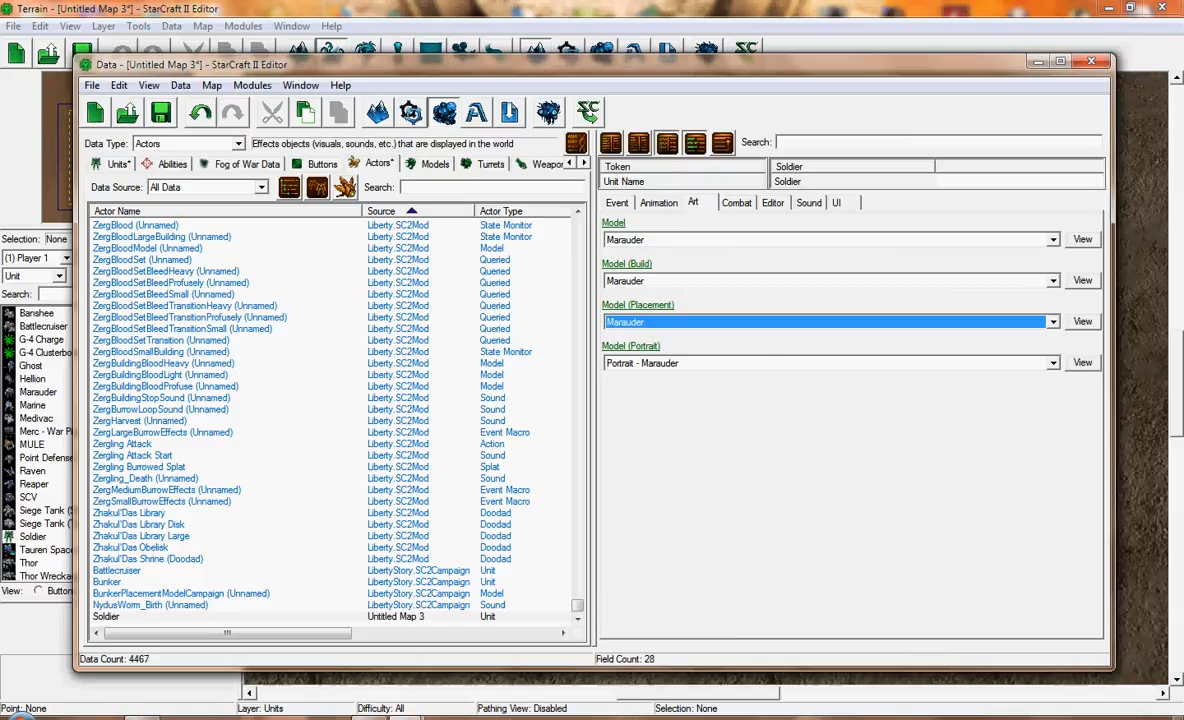 Terrain - [Untitled Map 3*] - StarCraft II Editor
File Edit View Layer Tools Data Map Modules Window Help
Data - [Untitled Map 3*] - StarCraft II Editor
File Edit View Data Map Modules Window Help
Data Type: Actors Effects objects (visuals, sounds, etc.) that are displayed in the world
Search:
Units* Abilities Fog of War Data Buttons Actors* Models Turrets Weapor
Data Source: All Data Search:
Token Soldier
Unit Name Soldier
Event Animation Art Combat Editor Sound UI
Actor Name Source Actor Type
ZergBlood (Unnamed) Liberty.SC2Mod State Monitor
ZergBloodLargeBuilding (Unnamed) Liberty.SC2Mod State Monitor
ZergBloodModel (Unnamed) Liberty.SC2Mod Model
ZergBloodSet (Unnamed) Liberty.SC2Mod Queried
ZergBloodSetBleedHeavy (Unnamed) Liberty.SC2Mod Queried
ZergBloodSetBleedProfusely (Unnamed) Liberty.SC2Mod Queried
ZergBloodSetBleedSmall (Unnamed) Liberty.SC2Mod Queried
ZergBloodSetBleedTransitionHeavy (Unnamed) Liberty.SC2Mod Queried
ZergBloodSetBleedTransitionProfusely (Unnamed) Liberty.SC2Mod Queried
ZergBloodSetBleedTransitionSmall (Unnamed) Liberty.SC2Mod Queried
ZergBloodSetTransition (Unnamed) Liberty.SC2Mod Queried
ZergBloodSmallBuilding (Unnamed) Liberty.SC2Mod State Monitor
ZergBuildingBloodHeavy (Unnamed) Liberty.SC2Mod Model
ZergBuildingBloodLight (Unnamed) Liberty.SC2Mod Model
ZergBuildingBloodProfuse (Unnamed) Liberty.SC2Mod Model
ZergBuildingStopSound (Unnamed) Liberty.SC2Mod Sound
ZergBurrowLoopSound (Unnamed) Liberty.SC2Mod Sound
ZergHarvest (Unnamed) Liberty.SC2Mod Sound
ZergLargeBurrowEffects (Unnamed) Liberty.SC2Mod Event Macro
Zergling Attack Liberty.SC2Mod Action
Zergling Attack Start Liberty.SC2Mod Sound
Zergling Burrowed Splat Liberty.SC2Mod Splat
Zergling_Death (Unnamed) Liberty.SC2Mod Sound
ZergMediumBurrowEffects (Unnamed) Liberty.SC2Mod Event Macro
ZergSmallBurrowEffects (Unnamed) Liberty.SC2Mod Event Macro
Zhakul'Das Library Liberty.SC2Mod Doodad
Zhakul'Das Library Disk Liberty.SC2Mod Doodad
Zhakul'Das Library Large Liberty.SC2Mod Doodad
Zhakul'Das Obelisk Liberty.SC2Mod Doodad
Zhakul'Das Shrine (Doodad) Liberty.SC2Mod Doodad
Battlecruiser LibertyStory.SC2Campaign Unit
Bunker LibertyStory.SC2Campaign Unit
BunkerPlacementModelCampaign (Unnamed) LibertyStory.SC2Campaign Model
NydusWorm_Birth (Unnamed) LibertyStory.SC2Campaign Sound
Soldier Untitled Map 3 Unit
Data Count: 4467
Model
Marauder View
Model (Build)
Marauder View
Model (Placement)
Marauder View
Model (Portrait)
Portrait - Marauder View
Field Count: 28
Selection: None
(1) Player 1
Unit
Search:
Banshee
Battlecruiser
G-4 Charge
G-4 Clusterbo
Ghost
Hellion
Marauder
Marine
Medivac
Merc - War P
MULE
Point Defense
Raven
Reaper
SCV
Siege Tank (S
Siege Tank (T
Soldier
Tauren Space
Thor
Thor Wrecka
View: Button
Point: None Layer: Units Difficulty: All Pathing View: Disabled Selection: None